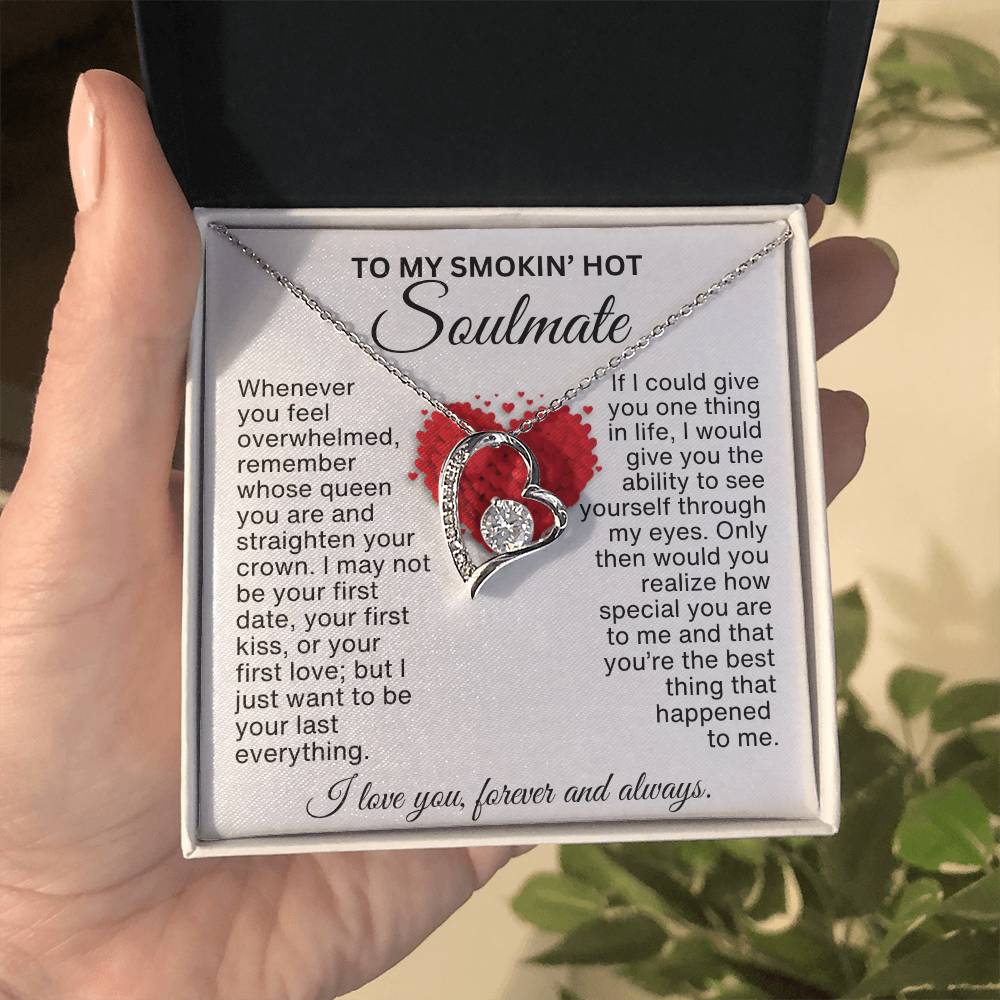 TO MY SMOKIN’ HOT
Soulmate
Whenever
you feel
overwhelmed,
remember
whose queen
you are and
straighten your
crown. I may not
be your first
date, your first
kiss, or your
first love; but I
just want to be
your last
everything.
If I could give
you one thing
in life, I would
give you the
ability to see
yourself through
my eyes. Only
then would you
realize how
special you are
to me and that
you’re the best
thing that
happened
to me.
I love you, forever and always.